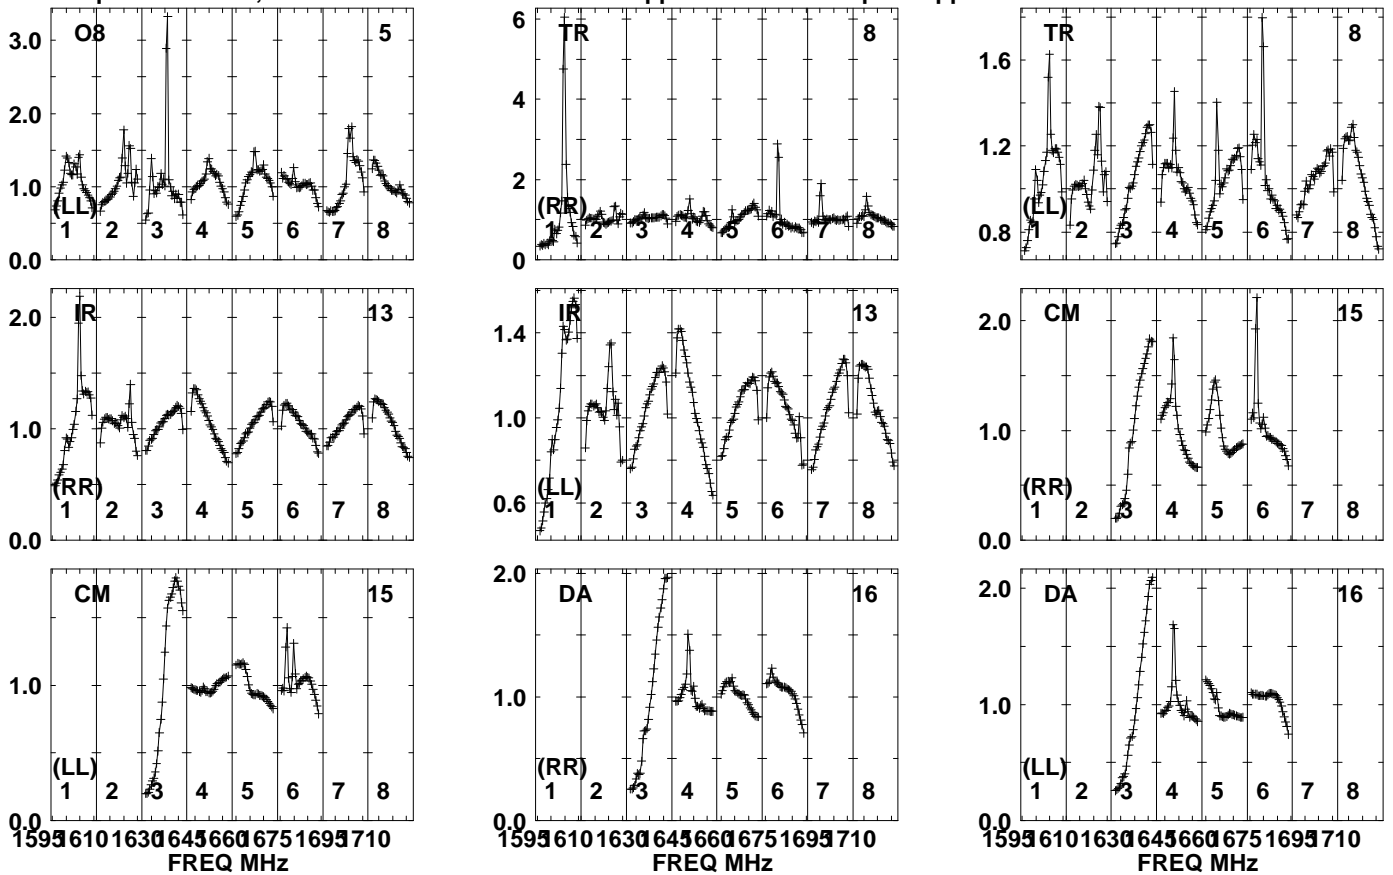 O8 5 TR 8 TR 8
3.0 6 1.6
2.0 4 1.2
1.0 2 0.8
0.0 0
(LL) (RR) (LL)
1 2 3 4 5 6 7 8 1 2 3 4 5 6 7 8 1 2 3 4 5 6 7 8
IR 13 IR 13 CM 15
2.0 1.4 2.0
1.0 1.0 1.0
0.0 0.6 0.0
(RR) (LL) (RR)
1 2 3 4 5 6 7 8 1 2 3 4 5 6 7 8 1 2 3 4 5 6 7 8
CM 15 DA 16 DA 16
2.0 2.0
1.0 1.0 1.0
(LL) (RR) (LL)
1 2 3 4 5 6 7 8 1 2 3 4 5 6 7 8 1 2 3 4 5 6 7 8
0.0 0.0 0.0
1595 1610 1630 1645 1660 1675 1695 1710 1595 1610 1630 1645 1660 1675 1695 1710 1595 1610 1630 1645 1660 1675 1695 1710
FREQ MHz FREQ MHz FREQ MHz